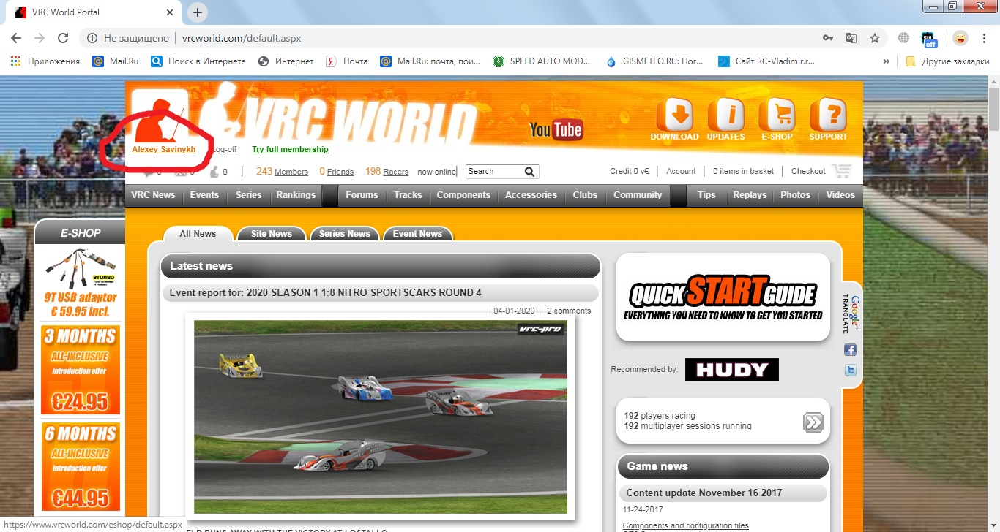 VRC World Portal
Не защищено
vrcworld.com/default.aspx
off
Приложения
Mail.Ru
Поиск в Интернете
Интернет
Почта
Mail.Ru: почта, пои...
SPEED AUTO MOD...
GISMETEO.RU: Пог...
Сайт RC-Vladimir.r...
»
Другие закладки
VRC WORLD
YouTube
DOWNLOAD
UPDATES
E-SHOP
SUPPORT
Alexey Savinykh
Log-off
Try full membership
0
243 Members
0 Friends
198 Racers
now online
Search
Credit 0 v€
Account
0 items in basket
Checkout
VRC News
Events
Series
Rankings
Forums
Tracks
Components
Accessories
Clubs
Community
Tips
Replays
Photos
Videos
E-SHOP
9TURBO
9T USB adaptor
€ 59.95 incl.
3 MONTHS
ALL-INCLUSIVE
introduction offer
€24.95
6 MONTHS
ALL-INCLUSIVE
introduction offer
€44.95
All News
Site News
Series News
Event News
Latest news
Event report for: 2020 SEASON 1 1:8 NITRO SPORTSCARS ROUND 4
04-01-2020
2 comments
vrc-pro
QUICK START GUIDE
EVERYTHING YOU NEED TO KNOW TO GET YOU STARTED
Google
TRANSLATE
Recommended by:
HUDY
192 players racing
192 multiplayer sessions running
Game news
Content update November 16 2017
11-24-2017
Components and configuration files
https://www.vrcworld.com/eshop/default.aspx